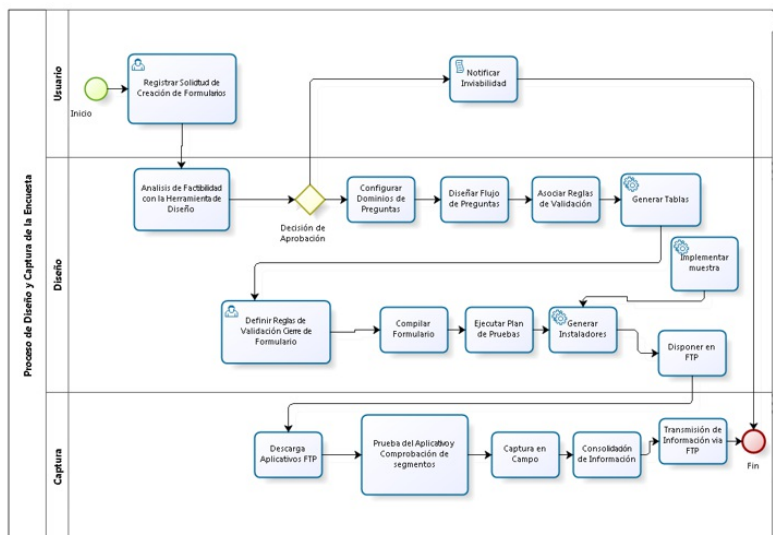 Proceso de Diseño y Captura de la Encuesta
Usuario
Inicio
Registrar Solicitud de
Creación de Formularios
Notificar
Inviabilidad
Diseño
Analisis de Factibilidad
con la Herramienta de
Diseño
Decisión de
Aprobación
Configurar
Dominios de
Preguntas
Diseñar Flujo
de Preguntas
Asociar Reglas
de Validación
Generar Tablas
Implementar
muestra
Definir Reglas de
Validación Cierre de
Formulario
Compilar
Formulario
Ejecutar Plan
de Pruebas
Generar
Instaladores
Disponer en
FTP
Captura
Descarga
Aplicativos FTP
Prueba del Aplicativo y
Comprobación de
segmentos
Captura en
Campo
Consolidación
de Información
Transmisión de
Información via
FTP
Fin